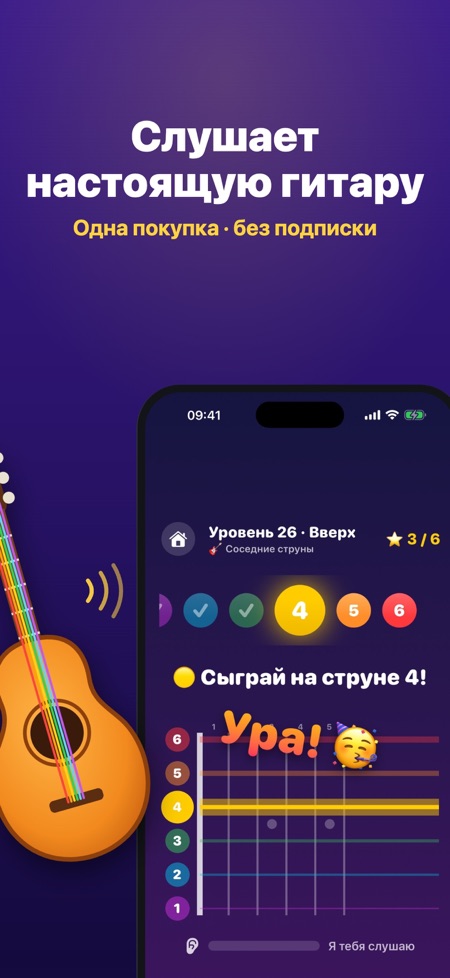 Слушает
настоящую гитару
Одна покупка · без подписки
09:41
Уровень 26 · Вверх
Соседние струны
3 / 6
4
5
6
Сыграй на струне 4!
Ура!
1
4
5
6
5
4
3
2
1
Я тебя слушаю